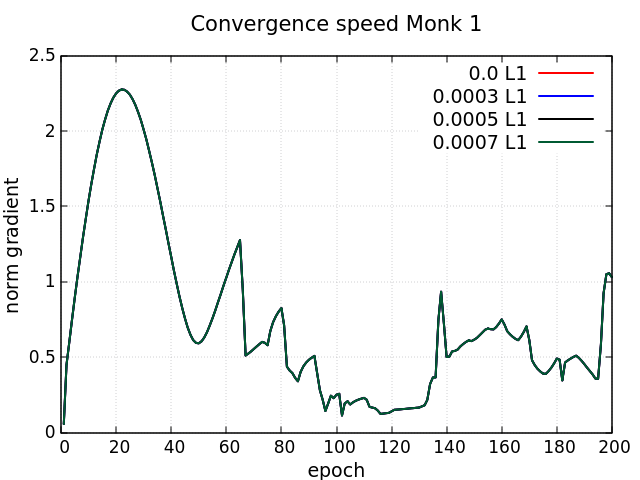 Convergence speed Monk 1
2.5
2
1.5
1
0.5
0
norm gradient
0.0 L1
0.0003 L1
0.0005 L1
0.0007 L1
0 20 40 60 80 100 120 140 160 180 200
epoch